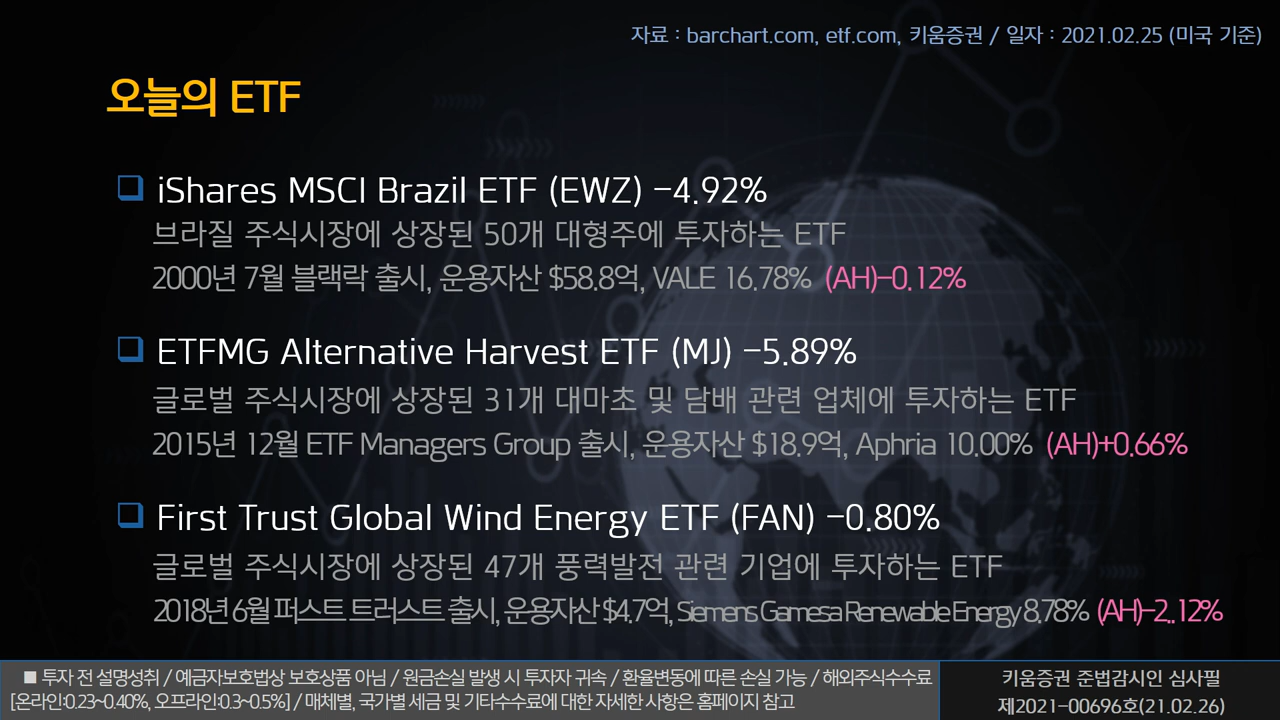 자료 : barchart.com, etf.com, 키움증권 / 일자 : 2021.02.25 (미국 기준)
오늘의 ETF
❑ iShares MSCI Brazil ETF (EWZ) -4.92%
브라질 주식시장에 상장된 50개 대형주에 투자하는 ETF
2000년 7월 블랙락 출시, 운용자산 $58.8억, VALE 16.78% (AH)-0.12%
❑ ETFMG Alternative Harvest ETF (MJ) -5.89%
글로벌 주식시장에 상장된 31개 대마초 및 담배 관련 업체에 투자하는 ETF
2015년 12월 ETF Managers Group 출시, 운용자산 $18.9억, Aphria 10.00% (AH)+0.66%
❑ First Trust Global Wind Energy ETF (FAN) -0.80%
글로벌 주식시장에 상장된 47개 풍력발전 관련 기업에 투자하는 ETF
2018년 6월 퍼스트 트러스트 출시, 운용자산 $4.7억, Siemens Gamesa Renewable Energy 8.78% (AH)-2.12%
■ 투자 전 설명성취 / 예금자보호법상 보호상품 아님 / 원금손실 발생 시 투자자 귀속 / 환율변동에 따른 손실 가능 / 해외주식수수료
[온라인:0.23~0.40%, 오프라인:0.3~0.5%] / 매체별, 국가별 세금 및 기타수수료에 대한 자세한 사항은 홈페이지 참고
키움증권 준법감시인 심사필
제2021-00696호(21.02.26)